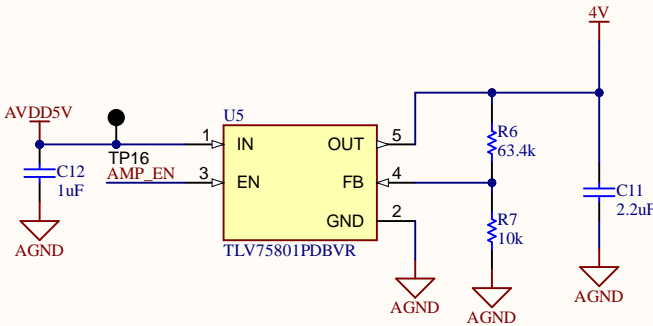 4V
AVDD5V
U5
1
IN
OUT
5
R6
63.4k
TP16
C12
1uF
AMP_EN
3
EN
FB
4
C11
2.2uF
GND
2
R7
10k
AGND
TLV75801PDBVR
AGND
AGND
AGND